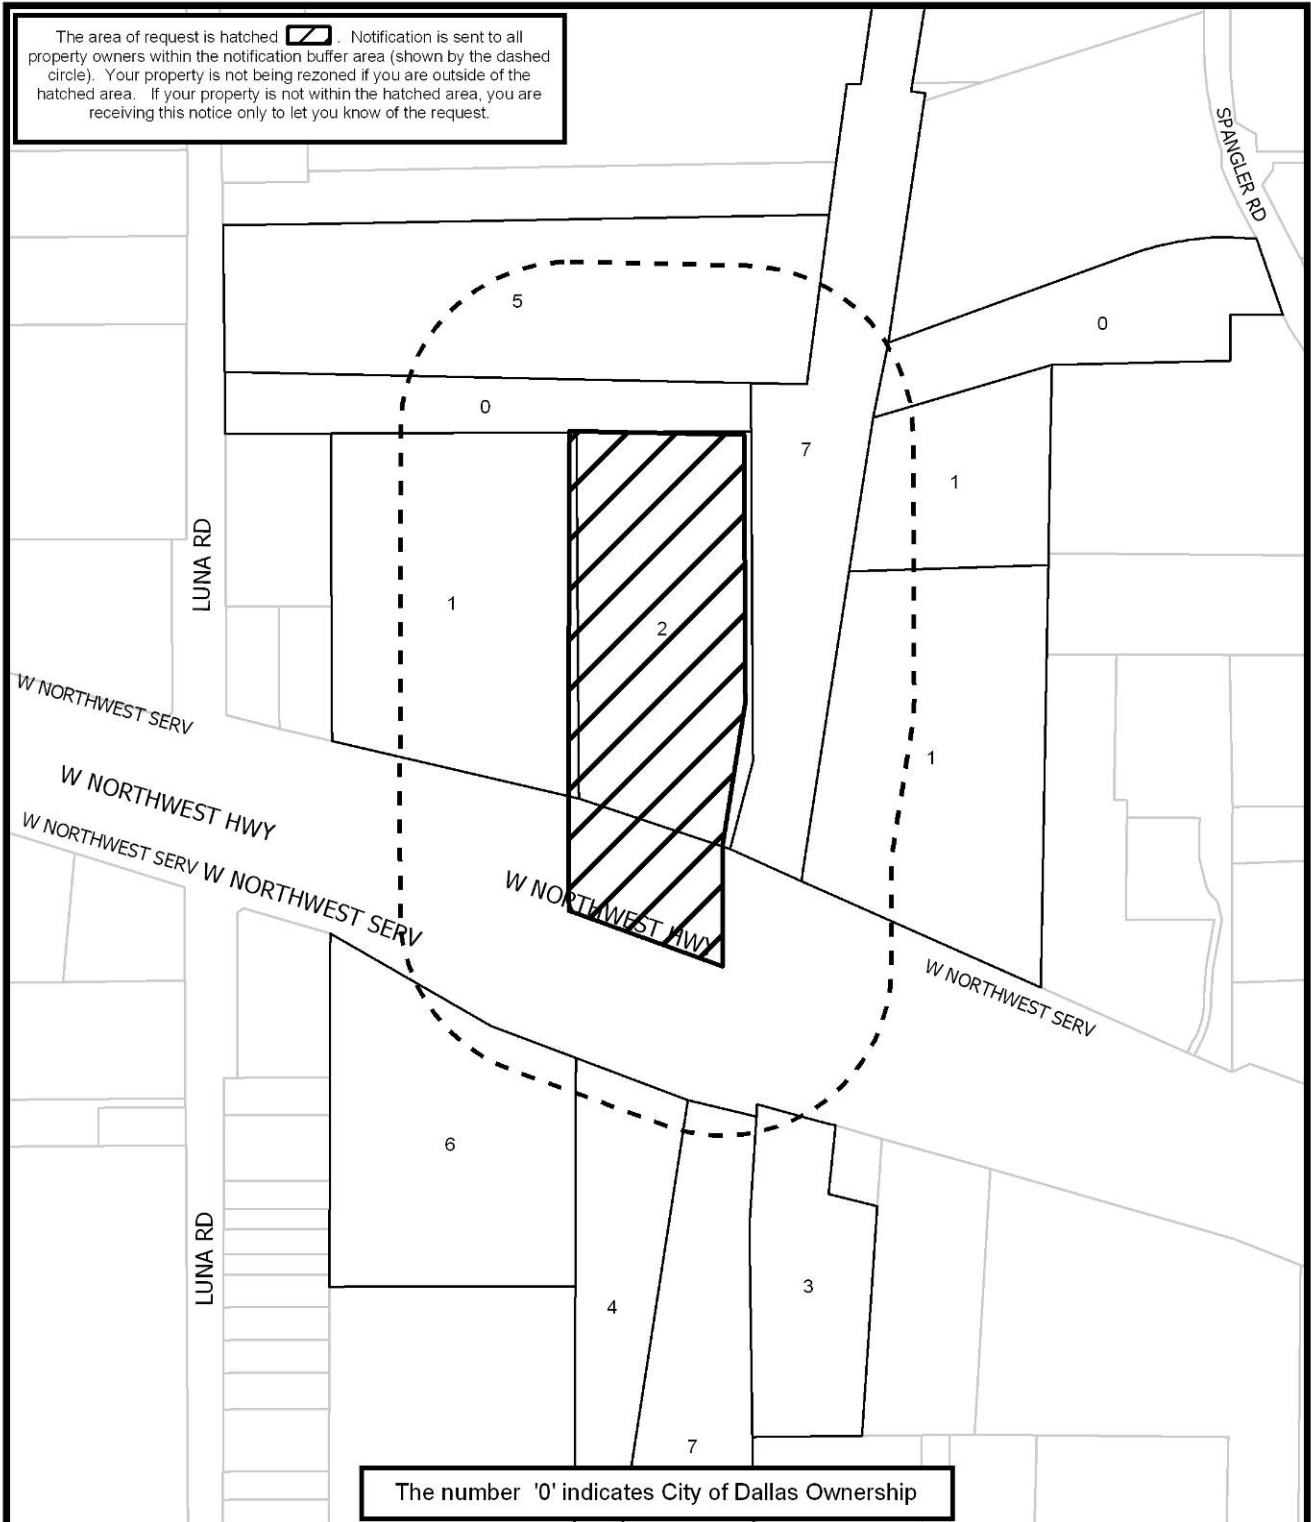 The area of request is hatched . Notification is sent to all
property owners within the notification buffer area (shown by the dashed
circle). Your property is not being rezoned if you are outside of the
hatched area. If your property is not within the hatched area, you are
receiving this notice only to let you know of the request.
SPANGLER RD
5
0
0
7
1
LUNA RD
1
2
W NORTHWEST SERV
1
W NORTHWEST HWY
W NORTHWEST SERV
W NORTHWEST SERV
W NORTHWEST HWY
W NORTHWEST SERV
6
LUNA RD
4
3
7
The number '0' indicates City of Dallas Ownership